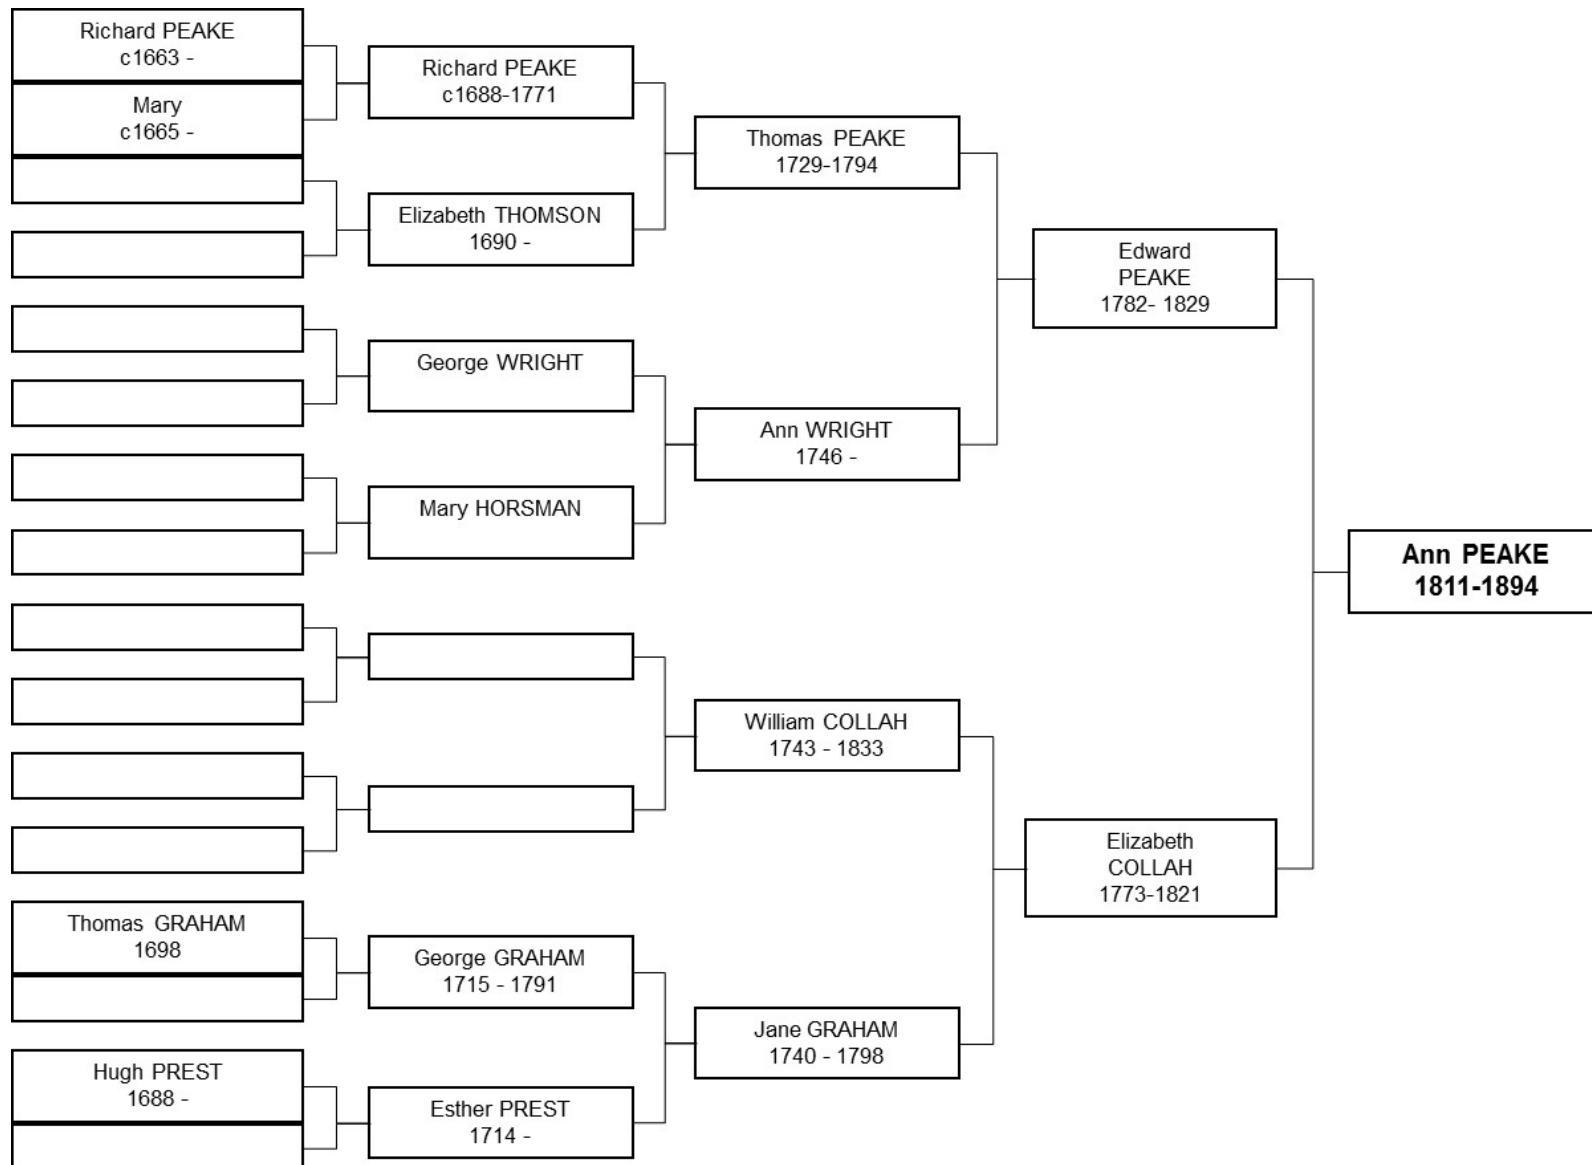 Richard PEAKE
c1663 -
Mary
c1665 -
Richard PEAKE
c1688-1771
Elizabeth THOMSON
1690 -
George WRIGHT
Mary HORSMAN
Thomas GRAHAM
1698
Hugh PREST
1688 -
George GRAHAM
1715 - 1791
Esther PREST
1714 -
Thomas PEAKE
1729-1794
Ann WRIGHT
1746 -
William COLLAH
1743 - 1833
Jane GRAHAM
1740 - 1798
Edward
PEAKE
1782- 1829
Elizabeth
COLLAH
1773-1821
Ann PEAKE
1811-1894